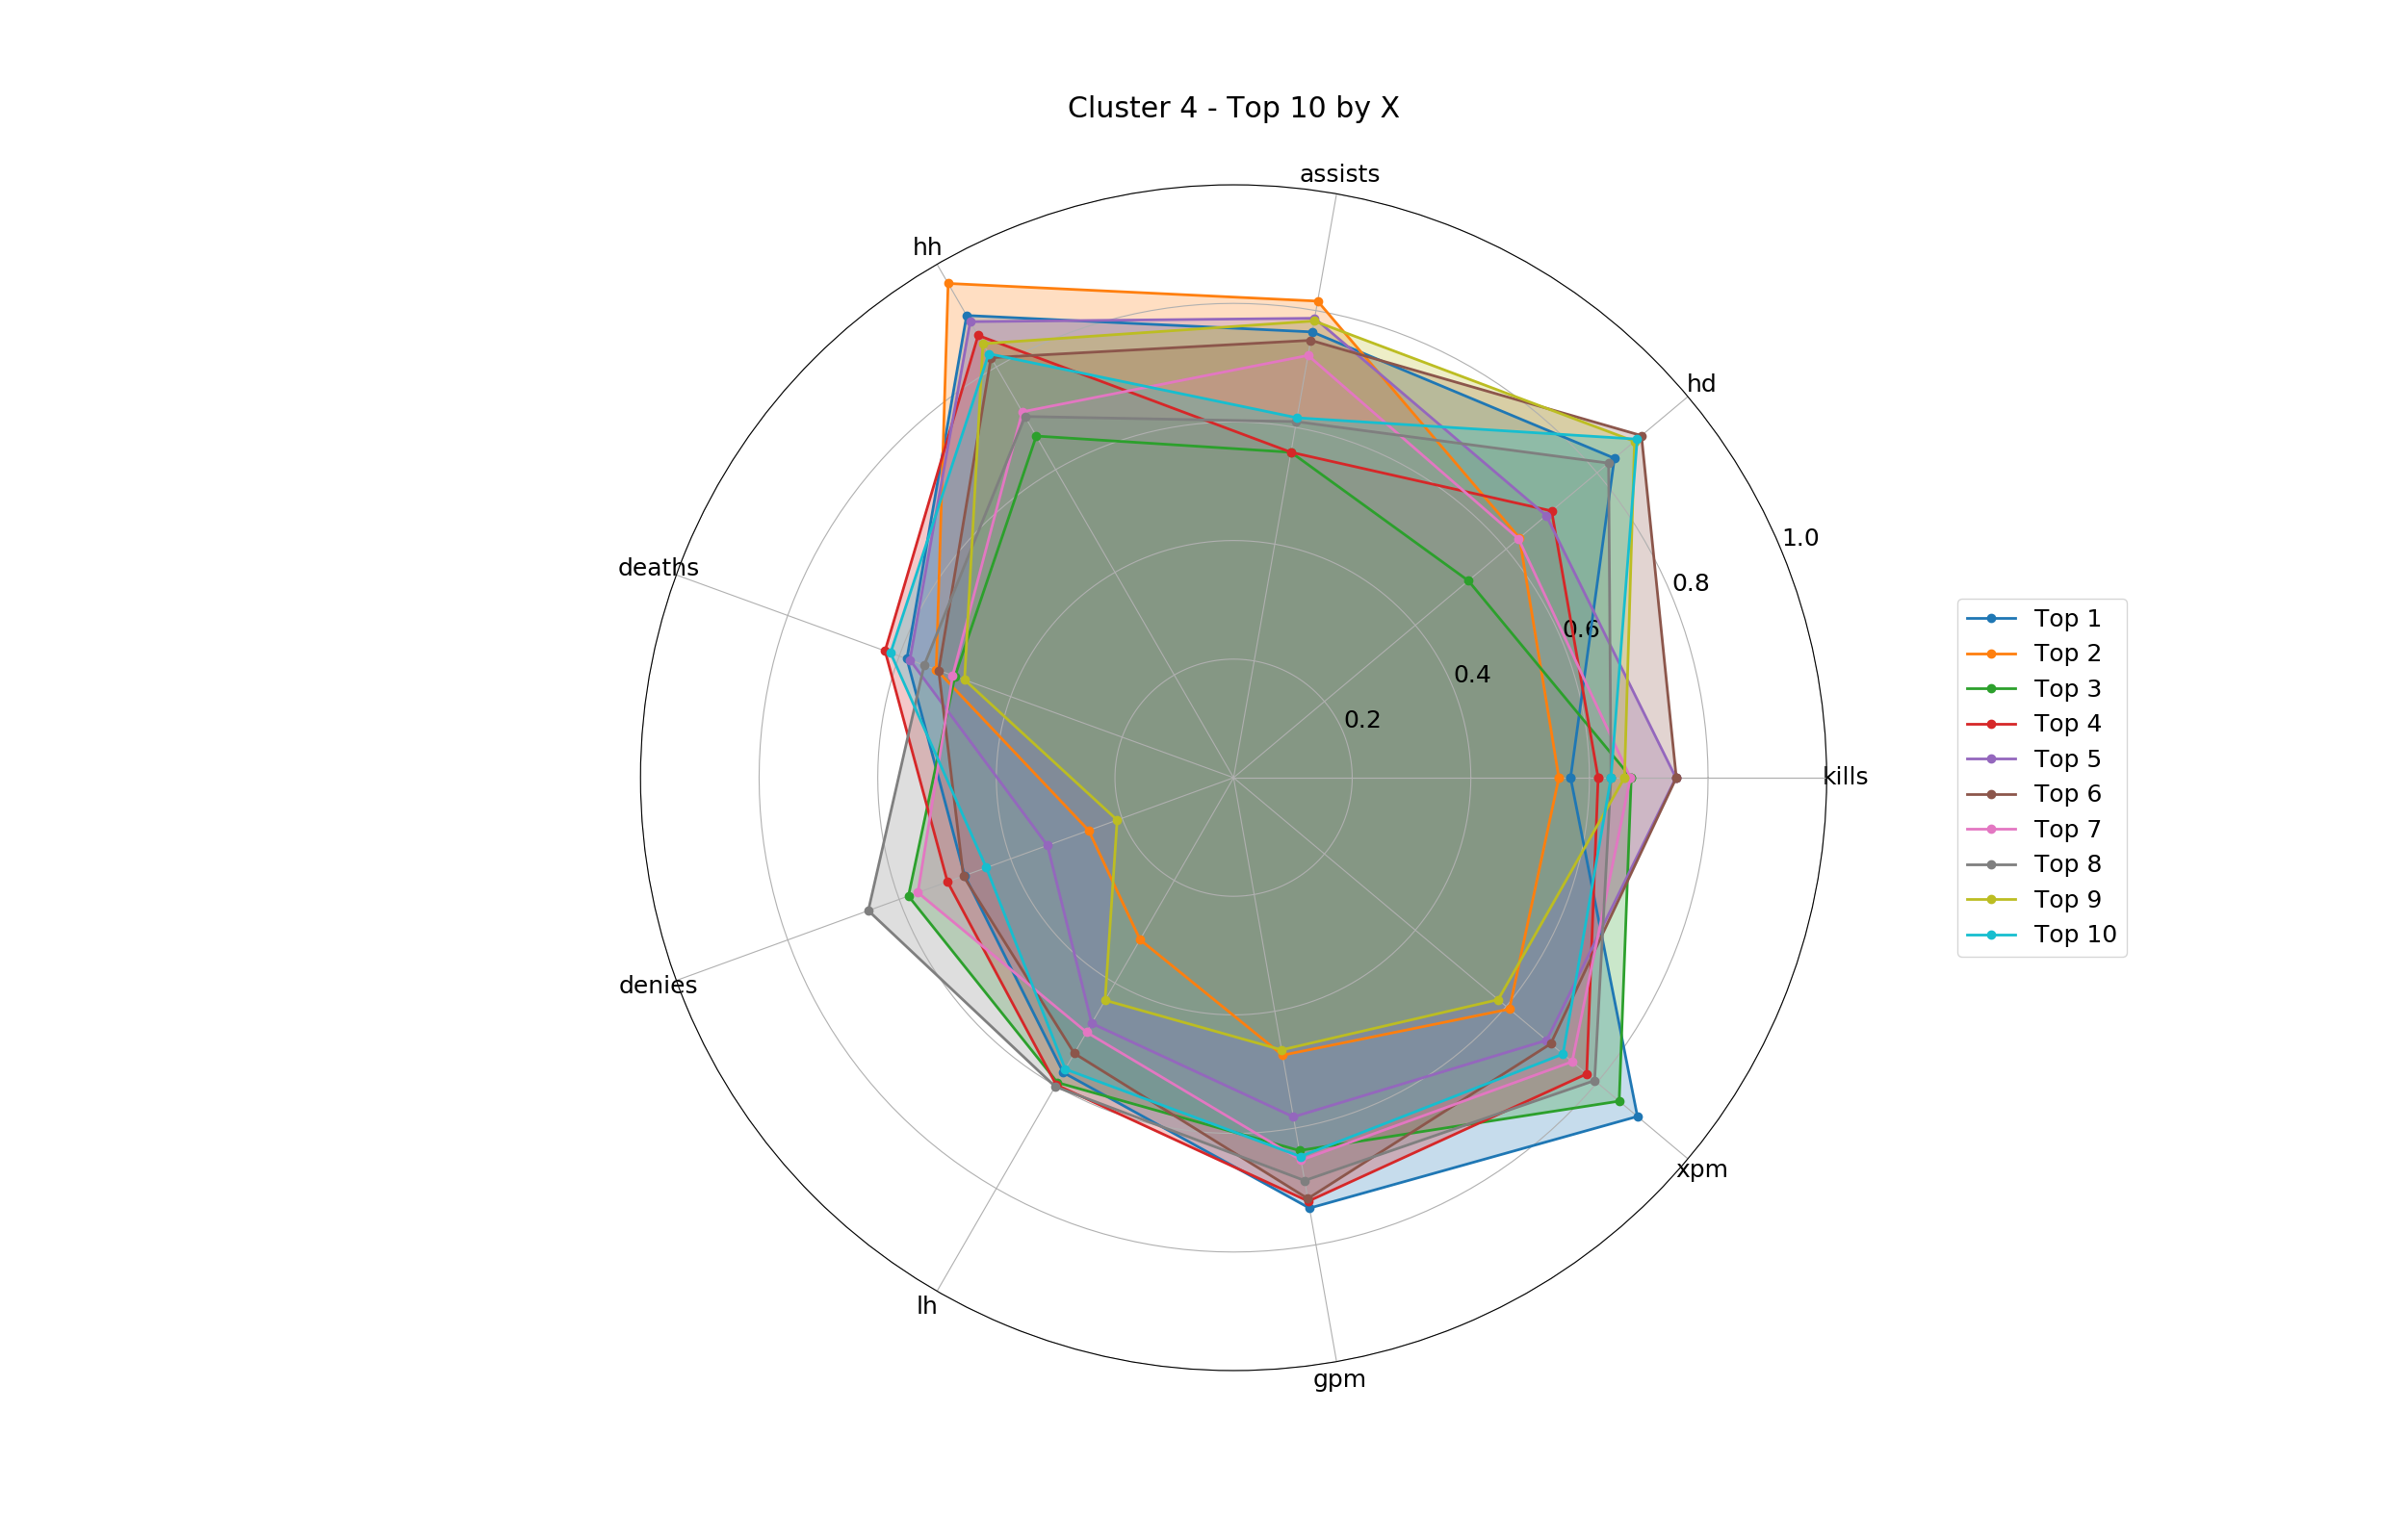 Cluster 4 - Top 10 by X
assists
hh
hd
1.0
deaths
0.8
0.6
0.4
0.2
kills
denies
xpm
lh
gpm
Top 1
Top 2
Top 3
Top 4
Top 5
Top 6
Top 7
Top 8
Top 9
Top 10